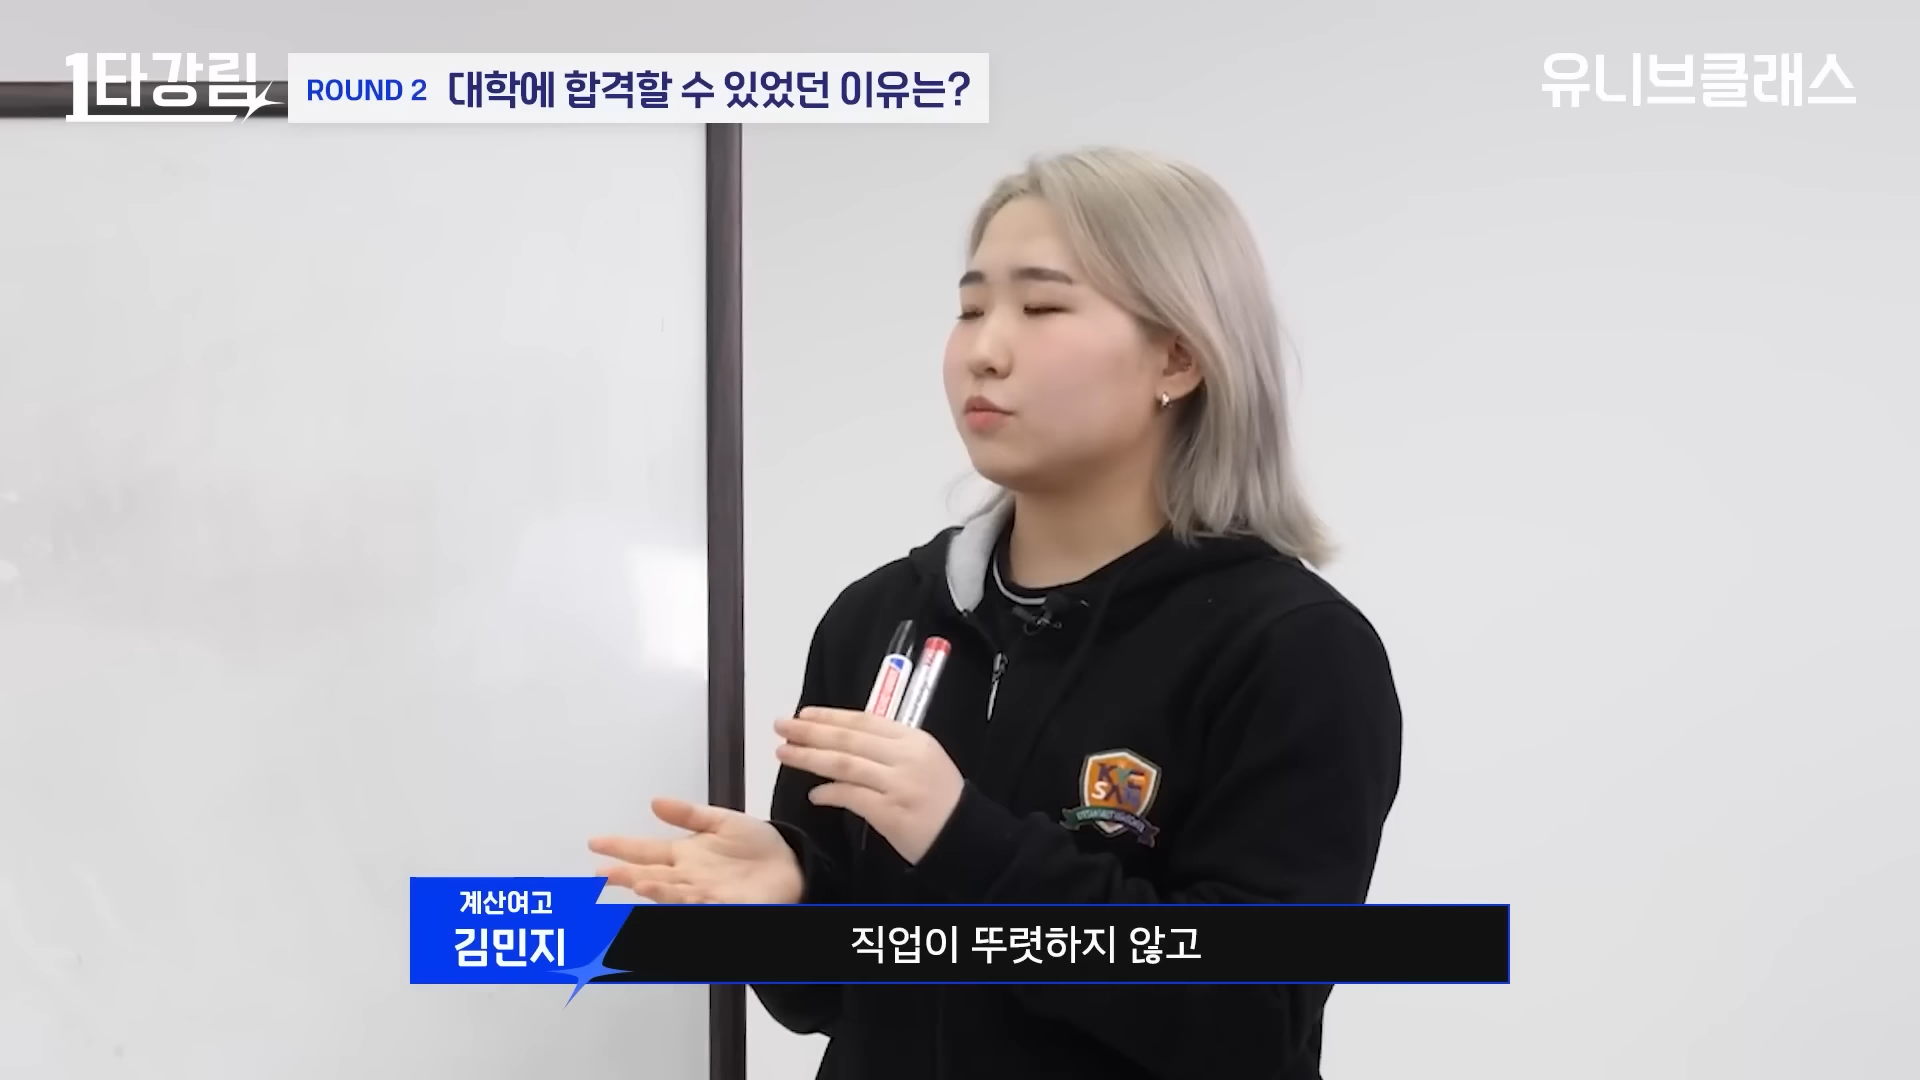 1타강림
ROUND 2 대학에 합격할 수 있었던 이유는?
유니브클래스
KYE
SAN
계산여고
김민지
직업이 뚜렷하지 않고